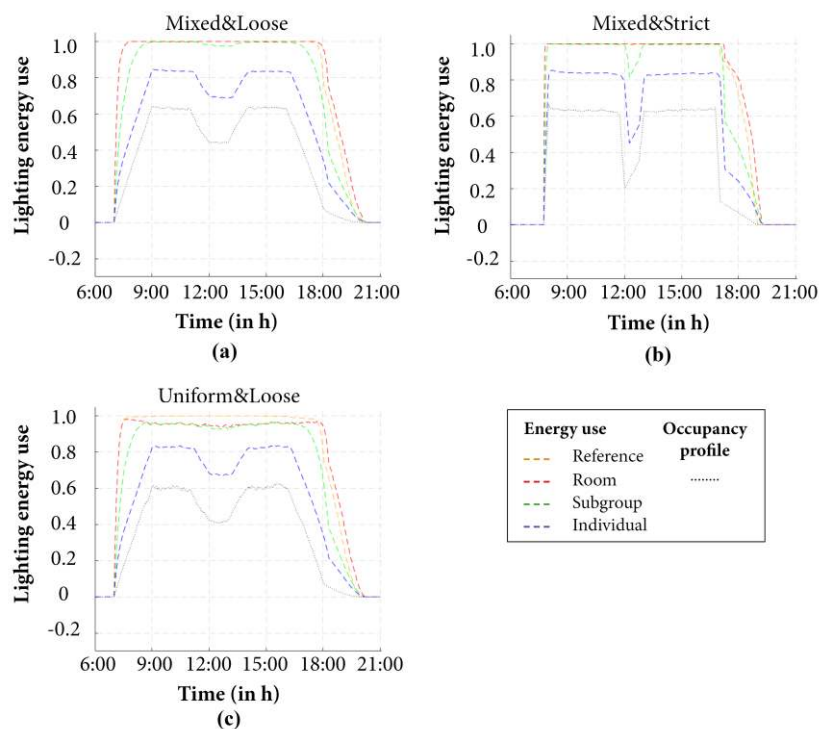 Mixed&Loose
Lighting energy use
1.0
0.8
0.6
0.4
0.2
0
-0.2
6:00 9:00 12:00 15:00 18:00 21:00
Time (in h)
(a)
Mixed&Strict
Lighting energy use
1.0
0.8
0.6
0.4
0.2
0
-0.2
6:00 9:00 12:00 15:00 18:00 21:00
Time (in h)
(b)
Uniform&Loose
Lighting energy use
1.0
0.8
0.6
0.4
0.2
0
-0.2
6:00 9:00 12:00 15:00 18:00 21:00
Time (in h)
(c)
Energy use
Reference
Room
Subgroup
Individual
Occupancy
profile